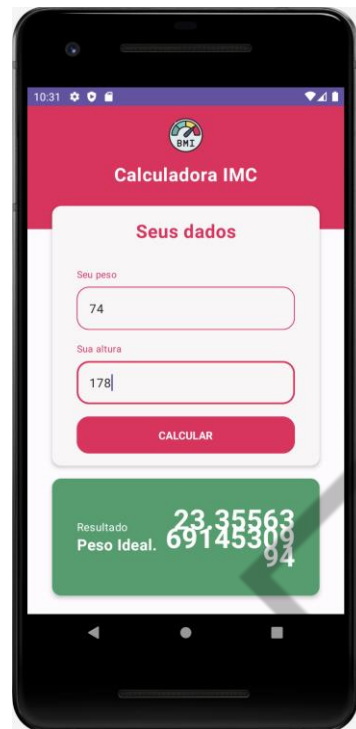 10:31
BMI
Calculadora IMC
Seus dados
Seu peso
74
Sua altura
178
CALCULAR
Resultado
Peso Ideal.
23.35563
69145309
94